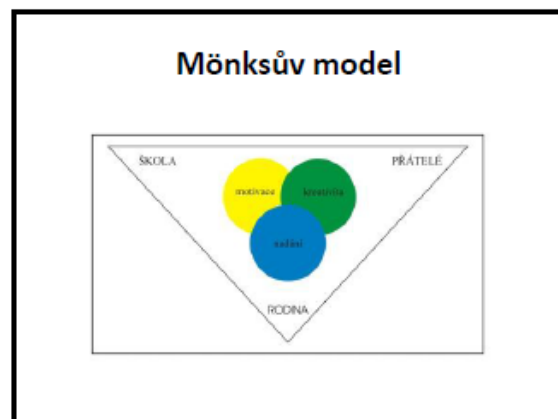 Mönksův model
ŠKOLA PŘÁTELÉ
motivace kreativita
nadání
RODINA